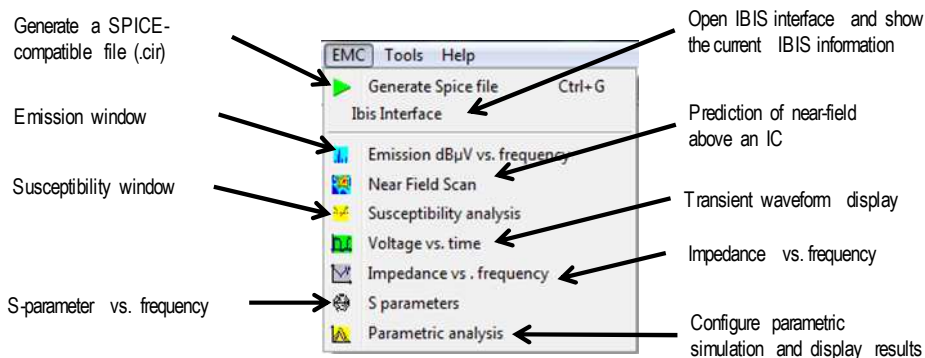 Generate a SPICE-
compatible file (.cir)
Emission window
Susceptibility window
S-parameter vs. frequency
EMC Tools Help
Generate Spice file Ctrl+G
Ibis Interface
Emission dBµV vs. frequency
Near Field Scan
Susceptibility analysis
Voltage vs. time
Impedance vs . frequency
S parameters
Parametric analysis
Open IBIS interface and show
the current IBIS information
Prediction of near-field
above an IC
Transient waveform display
Impedance vs. frequency
Configure parametric
simulation and display results